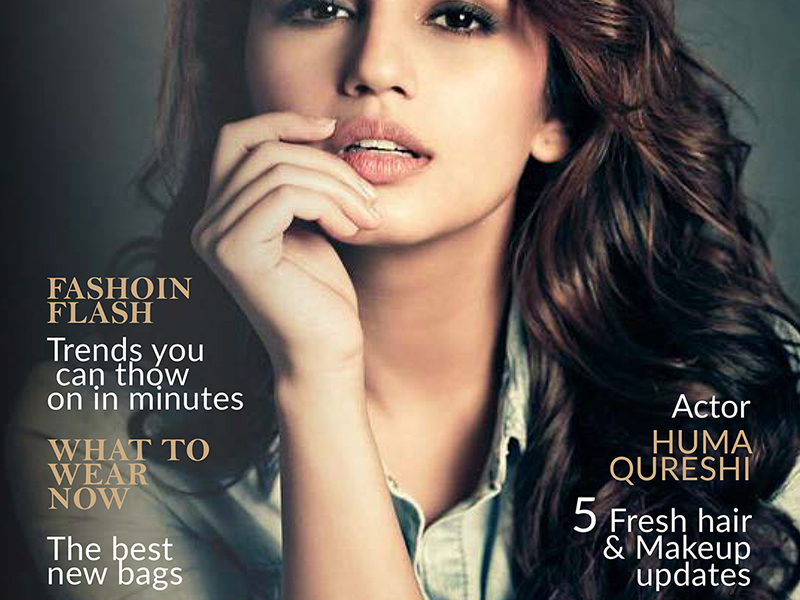 FASHOIN
FLASH
Trends you
can thow
on in minutes
WHAT TO
WEAR
NOW
The best
new bags
Actor
HUMA
QURESHI
5 Fresh hair
& Makeup
updates